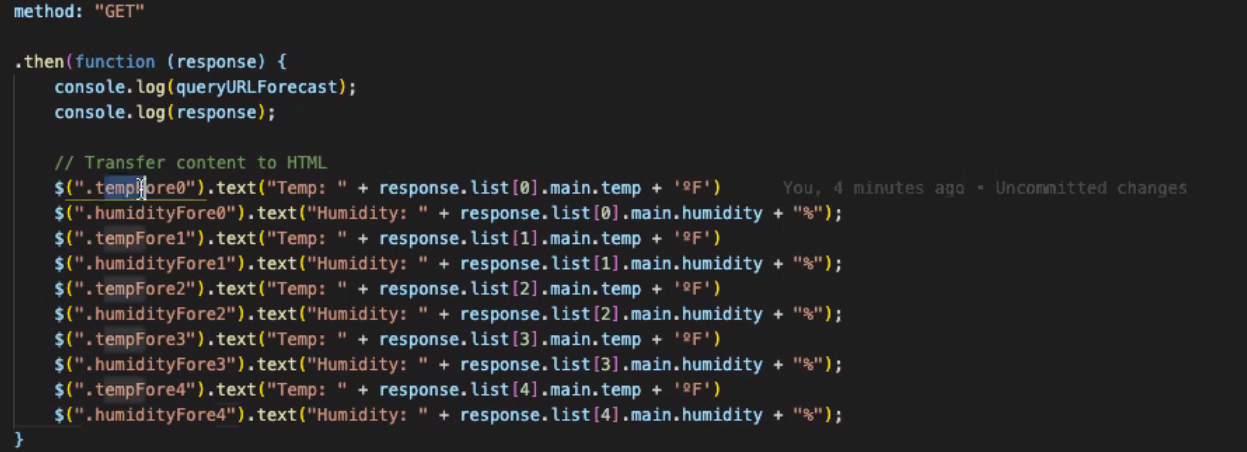 method: "GET"
.then(function (response) {
console.log(queryURLForecast);
console.log(response);
// Transfer content to HTML
$(".tempFore0").text("Temp: " + response.list[0].main.temp + 'ºF') You, 4 minutes ago • Uncommitted changes
$(".humidityFore0").text("Humidity: " + response.list[0].main.humidity + "%");
$(".tempFore1").text("Temp: " + response.list[1].main.temp + 'ºF')
$(".humidityFore1").text("Humidity: " + response.list[1].main.humidity + "%");
$(".tempFore2").text("Temp: " + response.list[2].main.temp + 'ºF')
$(".humidityFore2").text("Humidity: " + response.list[2].main.humidity + "%");
$(".tempFore3").text("Temp: " + response.list[3].main.temp + 'ºF')
$(".humidityFore3").text("Humidity: " + response.list[3].main.humidity + "%");
$(".tempFore4").text("Temp: " + response.list[4].main.temp + 'ºF')
$(".humidityFore4").text("Humidity: " + response.list[4].main.humidity + "%");
}